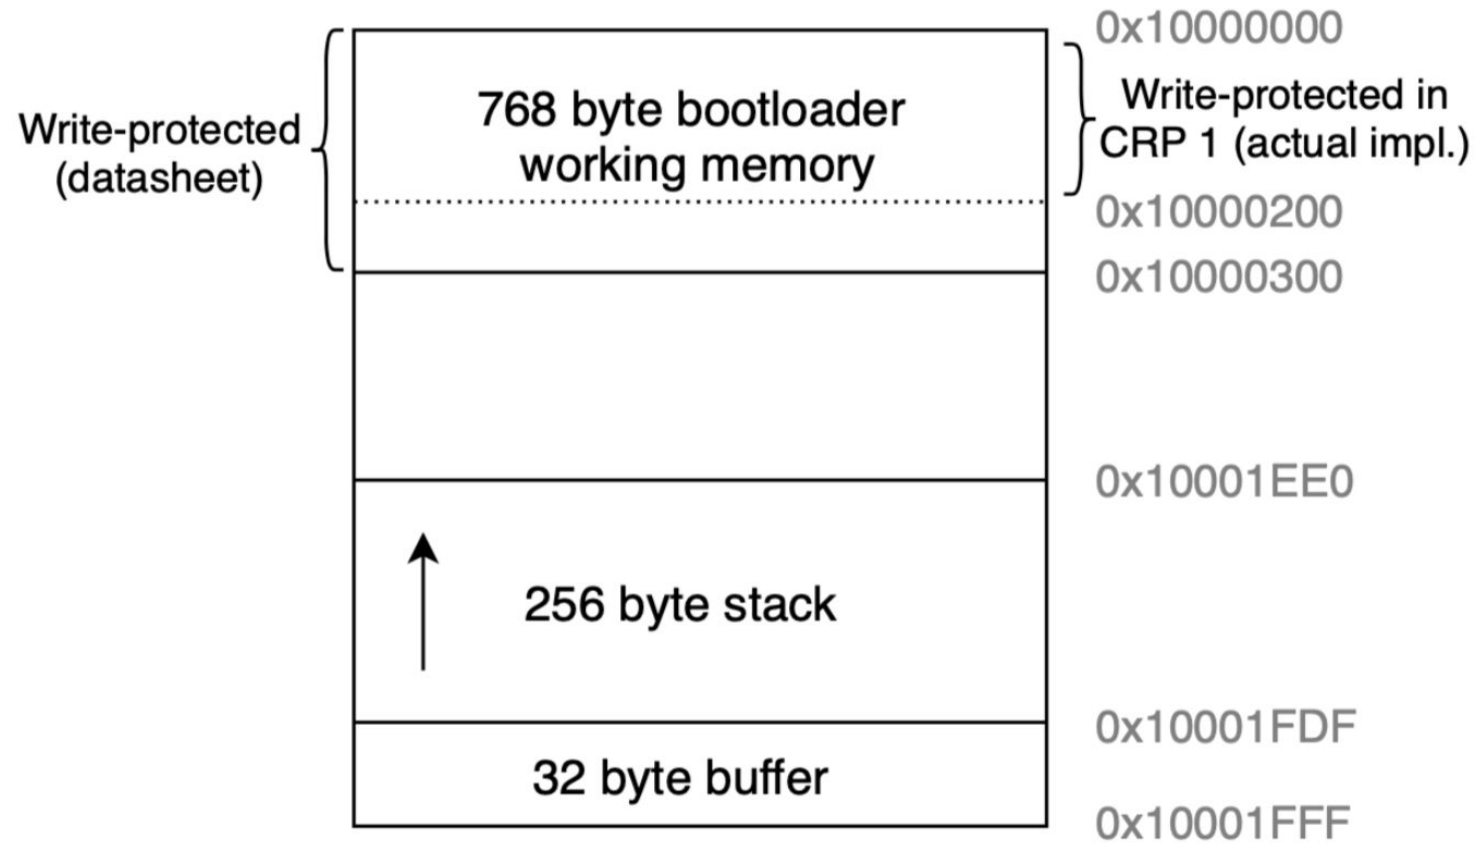 0x10000000
Write-protected
(datasheet)
768 byte bootloader
working memory
Write-protected in
CRP 1 (actual impl.)
0x10000200
0x10000300
0x10001EE0
256 byte stack
0x10001FDF
32 byte buffer
0x10001FFF